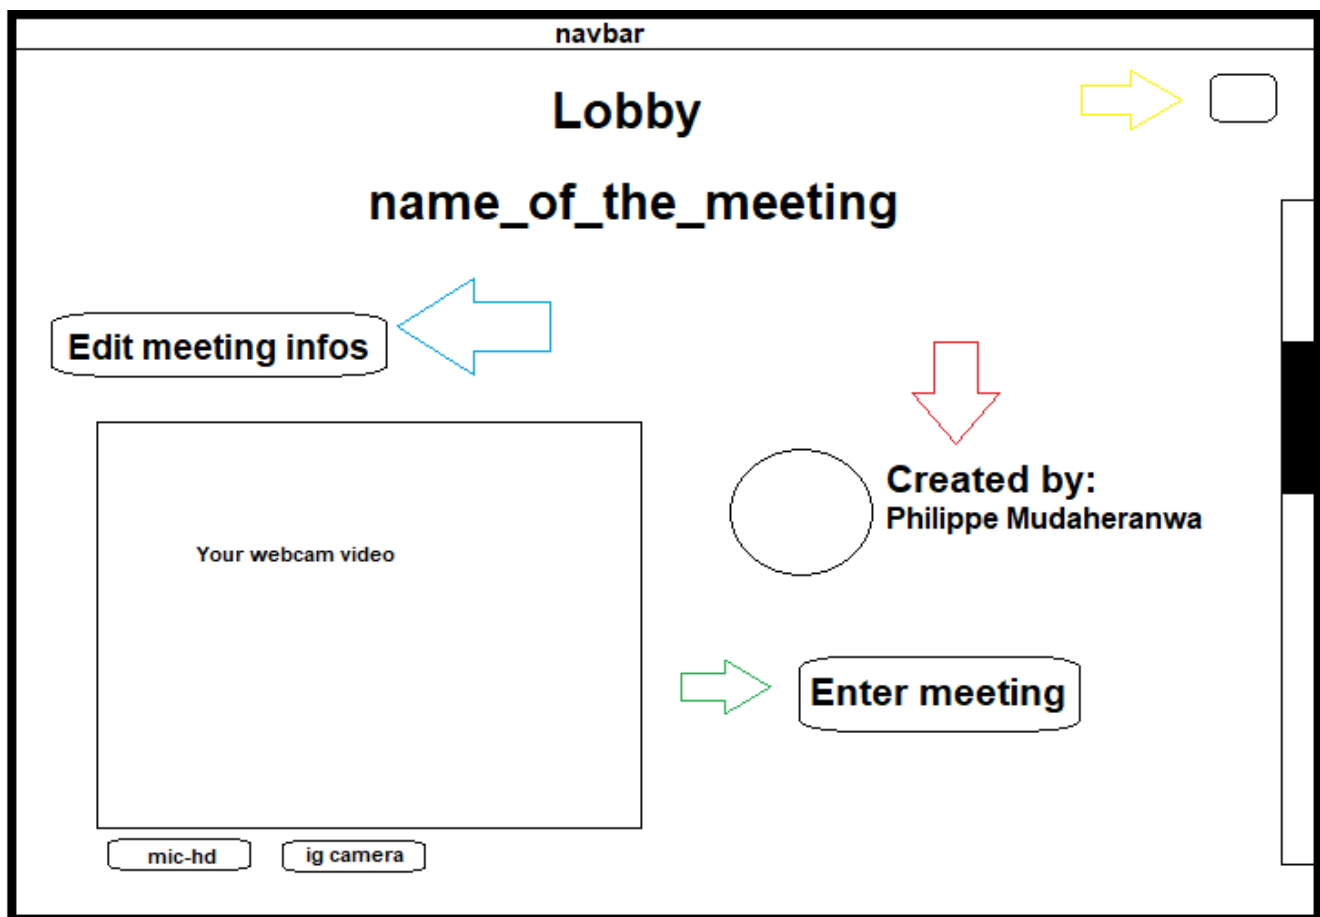 navbar
Lobby
name_of_the_meeting
Edit meeting infos
Created by:
Philippe Mudaheranwa
Your webcam video
Enter meeting
mic-hd
ig camera